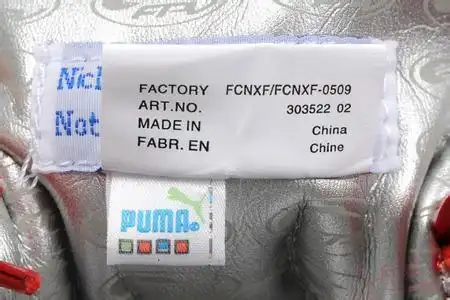 FACTORY FCNXF/FCNXF-0509
ART.NO. 303522 02
MADE IN China
FABR. EN Chine
Not
PUMA®